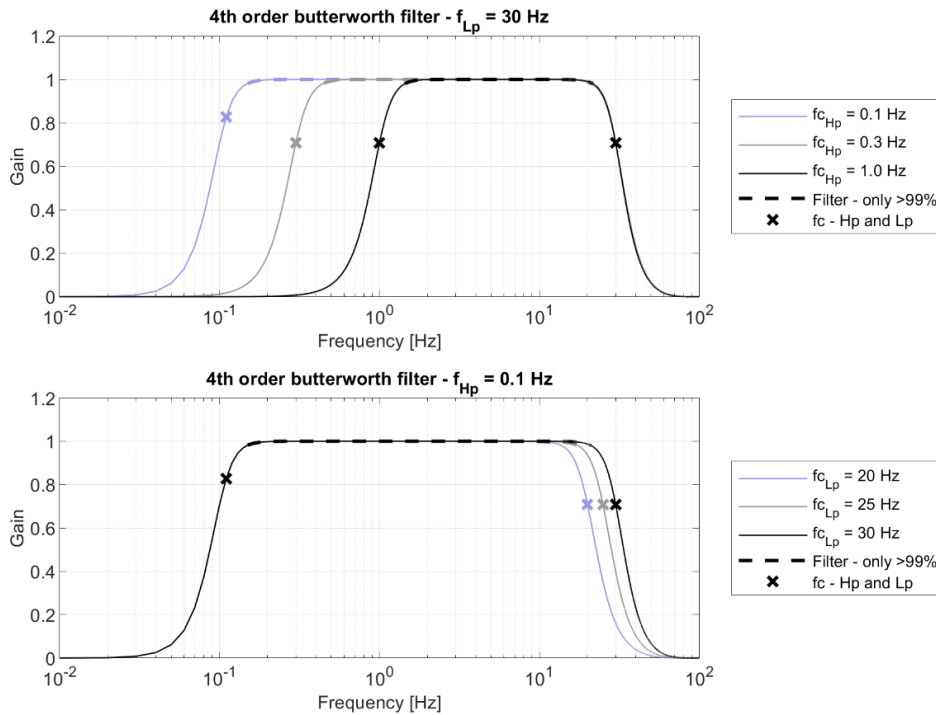 4th order butterworth filter - f_Lp = 30 Hz
1.2
1
0.8
0.6
0.4
0.2
0
Gain
10^-2
10^-1
10^0
10^1
10^2
Frequency [Hz]
fc_Hp = 0.1 Hz
fc_Hp = 0.3 Hz
fc_Hp = 1.0 Hz
Filter - only >99%
fc - Hp and Lp
4th order butterworth filter - f_Hp = 0.1 Hz
1.2
1
0.8
0.6
0.4
0.2
0
Gain
10^-2
10^-1
10^0
10^1
10^2
Frequency [Hz]
fc_Lp = 20 Hz
fc_Lp = 25 Hz
fc_Lp = 30 Hz
Filter - only >99%
fc - Hp and Lp